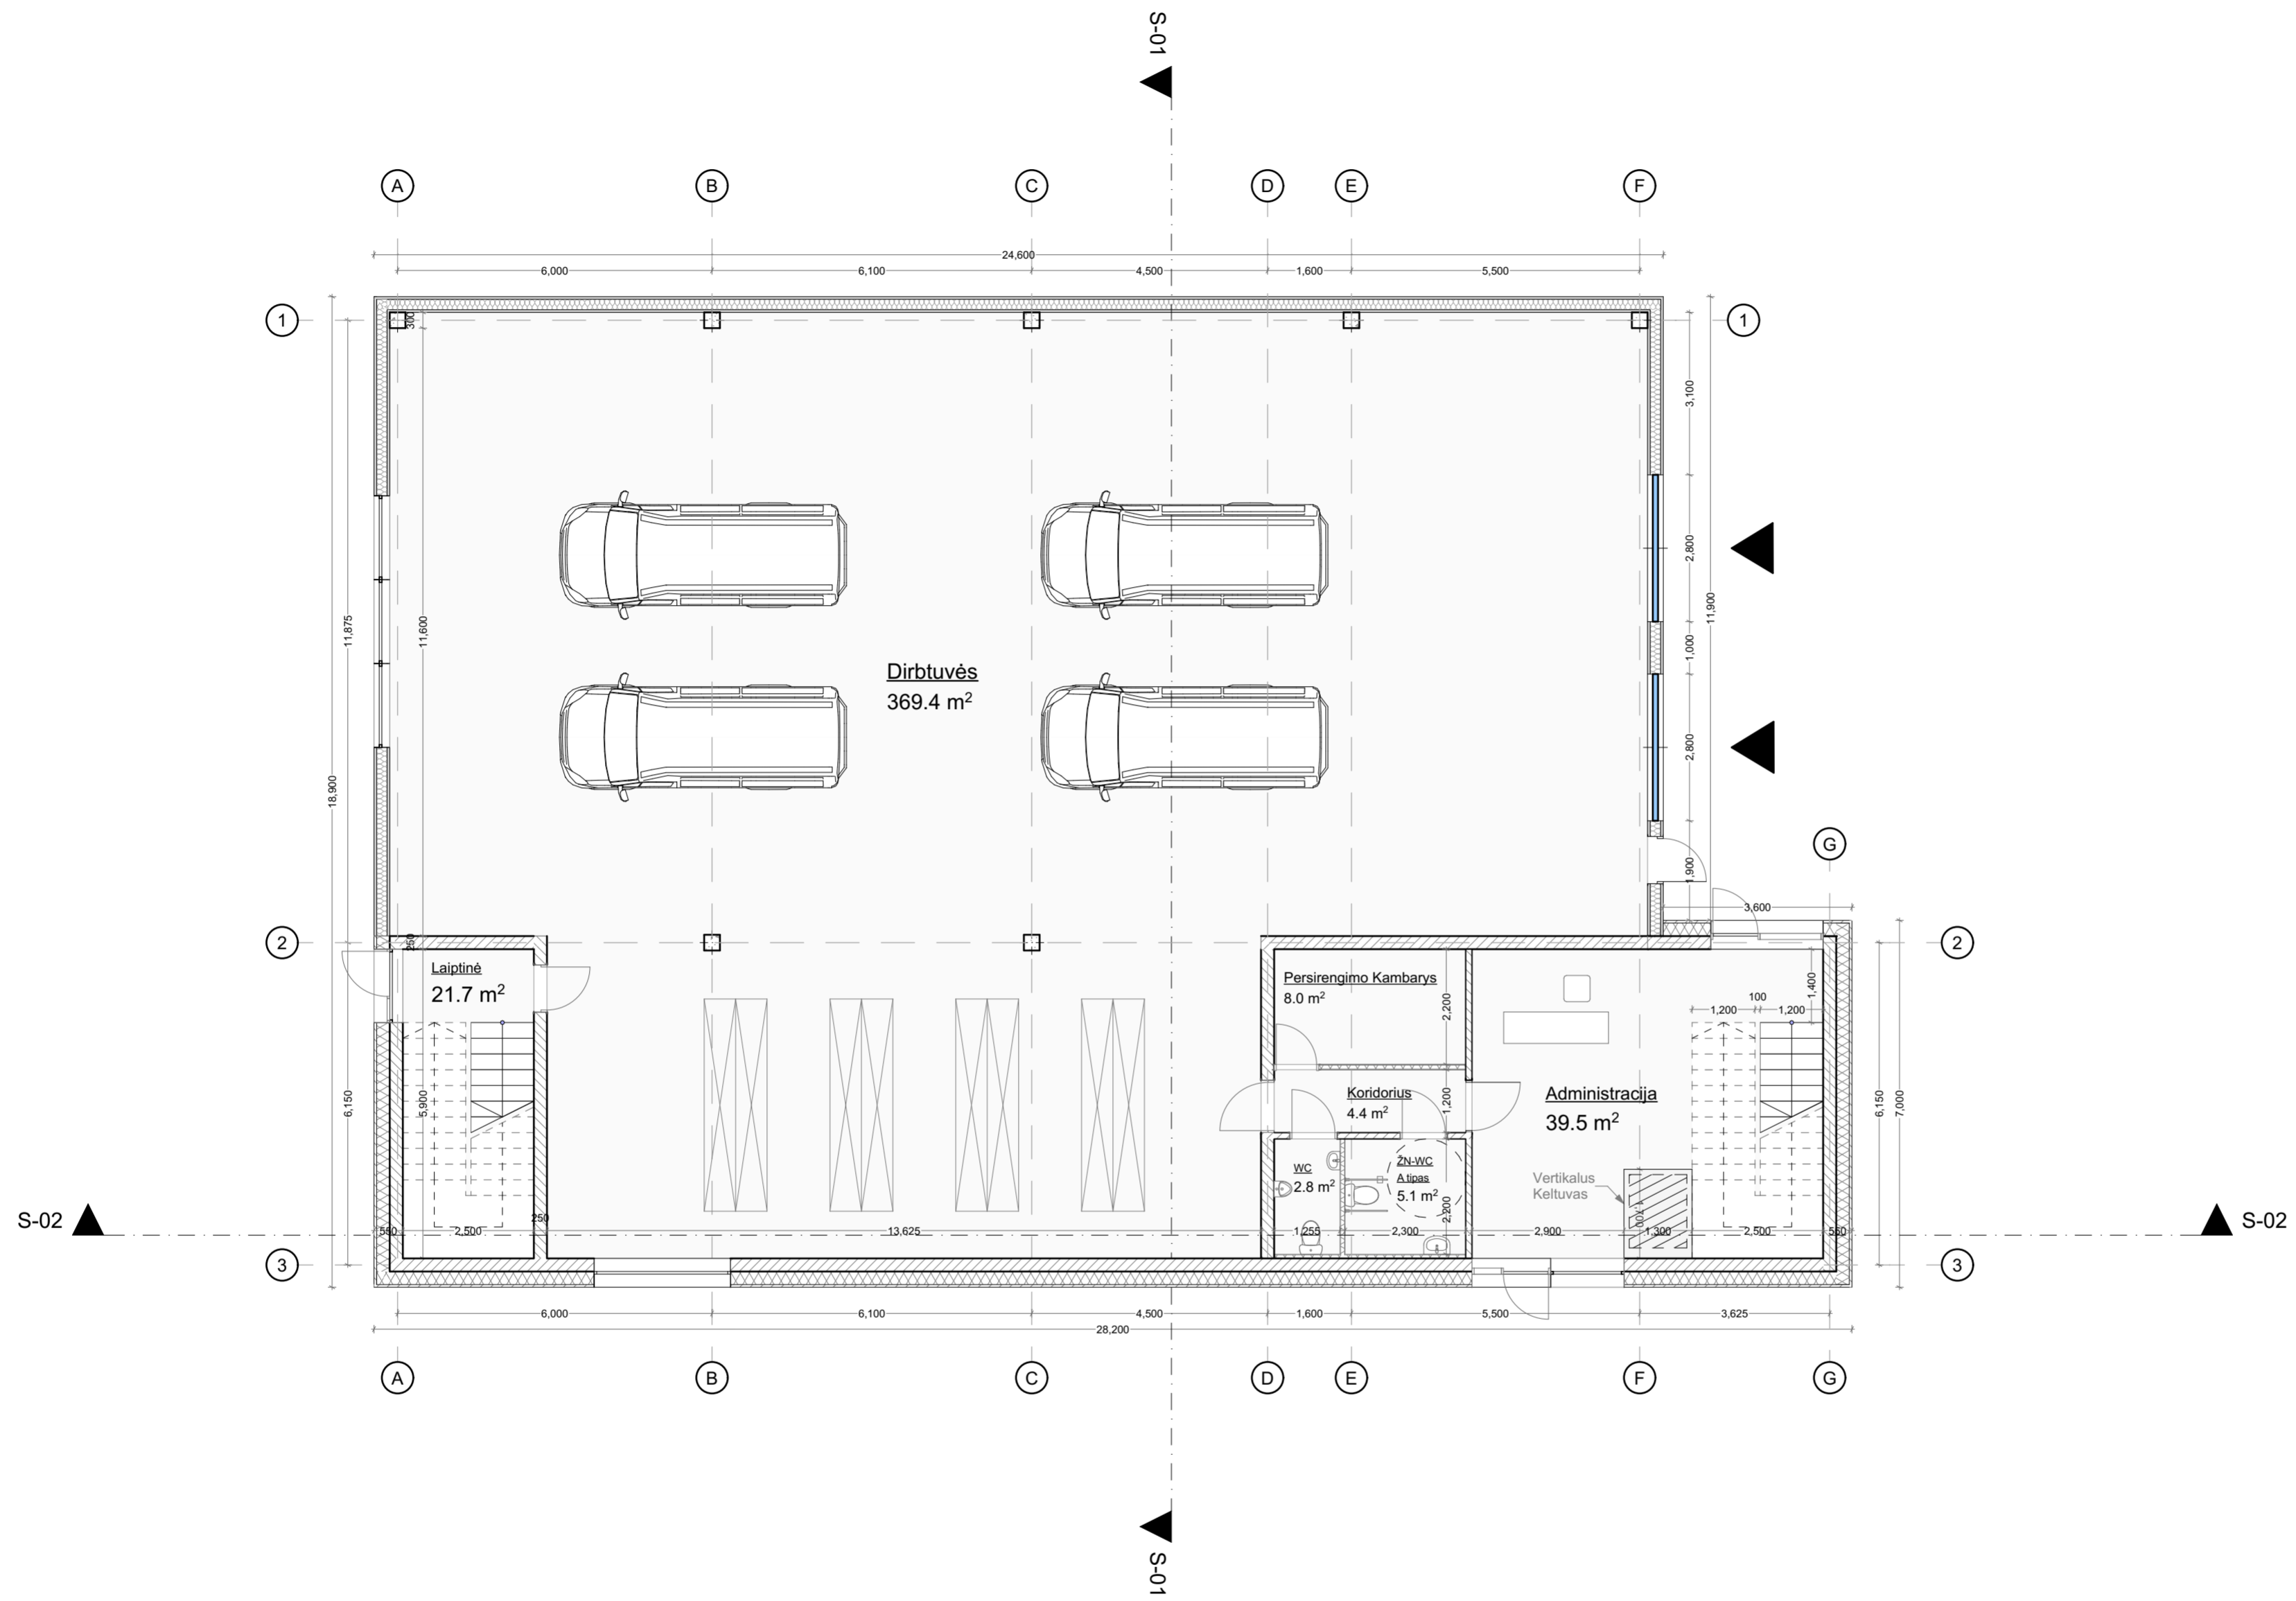 S-01
A
B
C
D
E
F
24,600
6,000
6,100
4,500
1,600
5,500
1
1
300
3,100
2,800
11,875
11,600
11,900
1,000
Dirbtuvės
369.4 m²
2,800
18,900
G
1,900
3,600
2
250
2
Laiptinė
21.7 m²
Persirengimo Kambarys
8.0 m²
2,200
1,400
100
1,200
1,200
6,150
5,900
Koridorius
4.4 m²
1,200
Administracija
39.5 m²
6,150
7,000
WC
2.8 m²
ŽN-WC
A tipas
5.1 m²
2,200
Vertikalus
Keltuvas
1,700
S-02
S-02
550
2,500
250
13,625
1,255
2,300
2,900
1,300
2,500
550
3
3
6,000
6,100
4,500
1,600
5,500
3,625
28,200
A
B
C
D
E
F
G
S-01